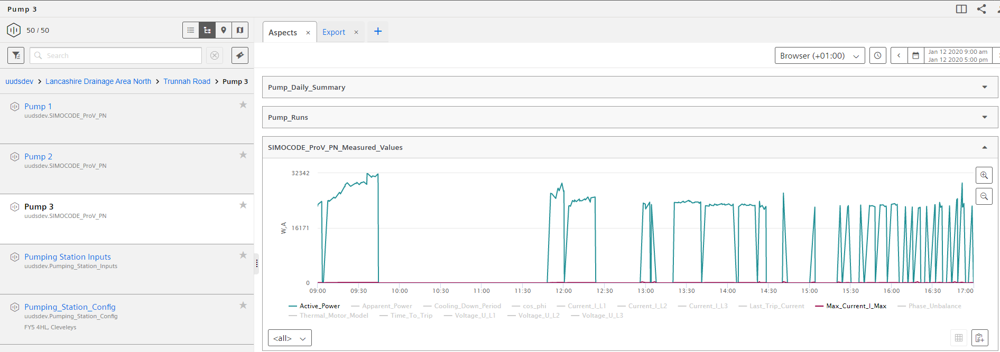 Pump 3
50 / 50
Search
uudsdev > Lancashire Drainage Area North > Trunnah Road > Pump 3
Pump 1
uudsdev.SIMOCODE_ProV_PN
Pump 2
uudsdev.SIMOCODE_ProV_PN
Pump 3
uudsdev.SIMOCODE_ProV_PN
Pumping Station Inputs
uudsdev.Pumping_Station_Inputs
Pumping_Station_Config
uudsdev.Pumping_Station_Config
FY5 4HL, Cleveleys
Aspects × Export × +
Browser (+01:00)
Jan 12 2020 9:00 am
Jan 12 2020 5:00 pm
Pump_Daily_Summary
Pump_Runs
SIMOCODE_ProV_PN_Measured_Values
32342
16171
0
W,A
09:00 09:30 10:00 10:30 11:00 11:30 12:00 12:30 13:00 13:30 14:00 14:30 15:00 15:30 16:00 16:30 17:00
Active_Power Apparent_Power Cooling_Down_Period cos_phi Current_I_L1 Current_I_L2 Current_I_L3 Last_Trip_Current Max_Current_I_Max Phase_Unbalance
Thermal_Motor_Model Time_To_Trip Voltage_U_L1 Voltage_U_L2 Voltage_U_L3
<all>